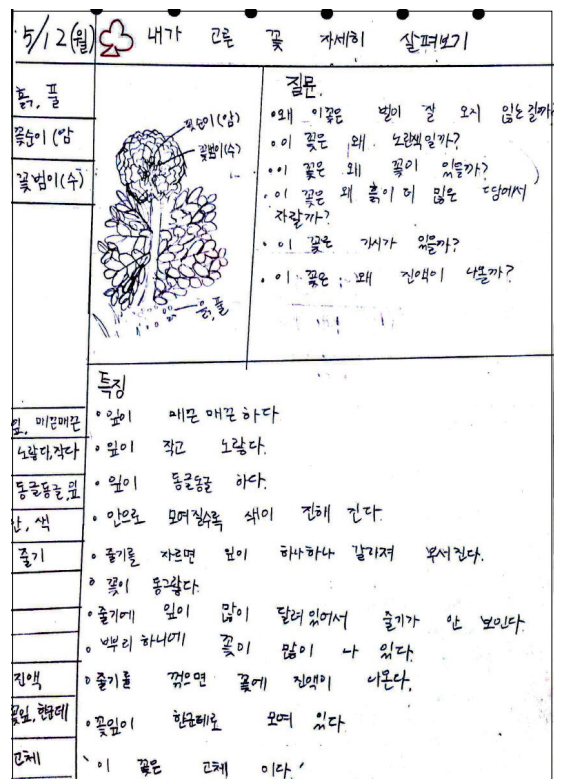 5/12(월) 내가 고른 꽃 자세히 살펴보기
흙, 풀
꽃순이(암
꽃범이(수)
꽃순이(암)
꽃범이(수)
흙,풀
질문.
•왜 이꽃은 벌이 잘 오지 않는걸까?
•이 꽃은 왜 노란색일까?
•이 꽃은 왜 꽃이 있을까?
•이 꽃은 왜 흙이 더 많은 땅에서
자랄까?
•이 꽃은 가시가 있을까?
•이 꽃은 왜 진액이 나올까?
특징
잎, 매끈매끈
•잎이 매끈 매끈하다
노랗다,작다
•잎이 작고 노랗다.
동글동글,잎
•잎이 동글동글 하다.
안, 색
•안으로 모여질수록 색이 진해 진다.
줄기
•줄기를 자르면 잎이 하나하나 갈라져 부서진다.
•꽃이 동그랗다.
•줄기에 잎이 많이 달려있어서 줄기가 안 보인다.
•뿌리 하나에 꽃이 많이 나 있다.
진액
•줄기를 꺾으면 꽃에 진액이 나온다.
꽃잎,한군데
•꽃잎이 한군데로 모여 있다.
고체
'이 꽃은 고체 이다.'